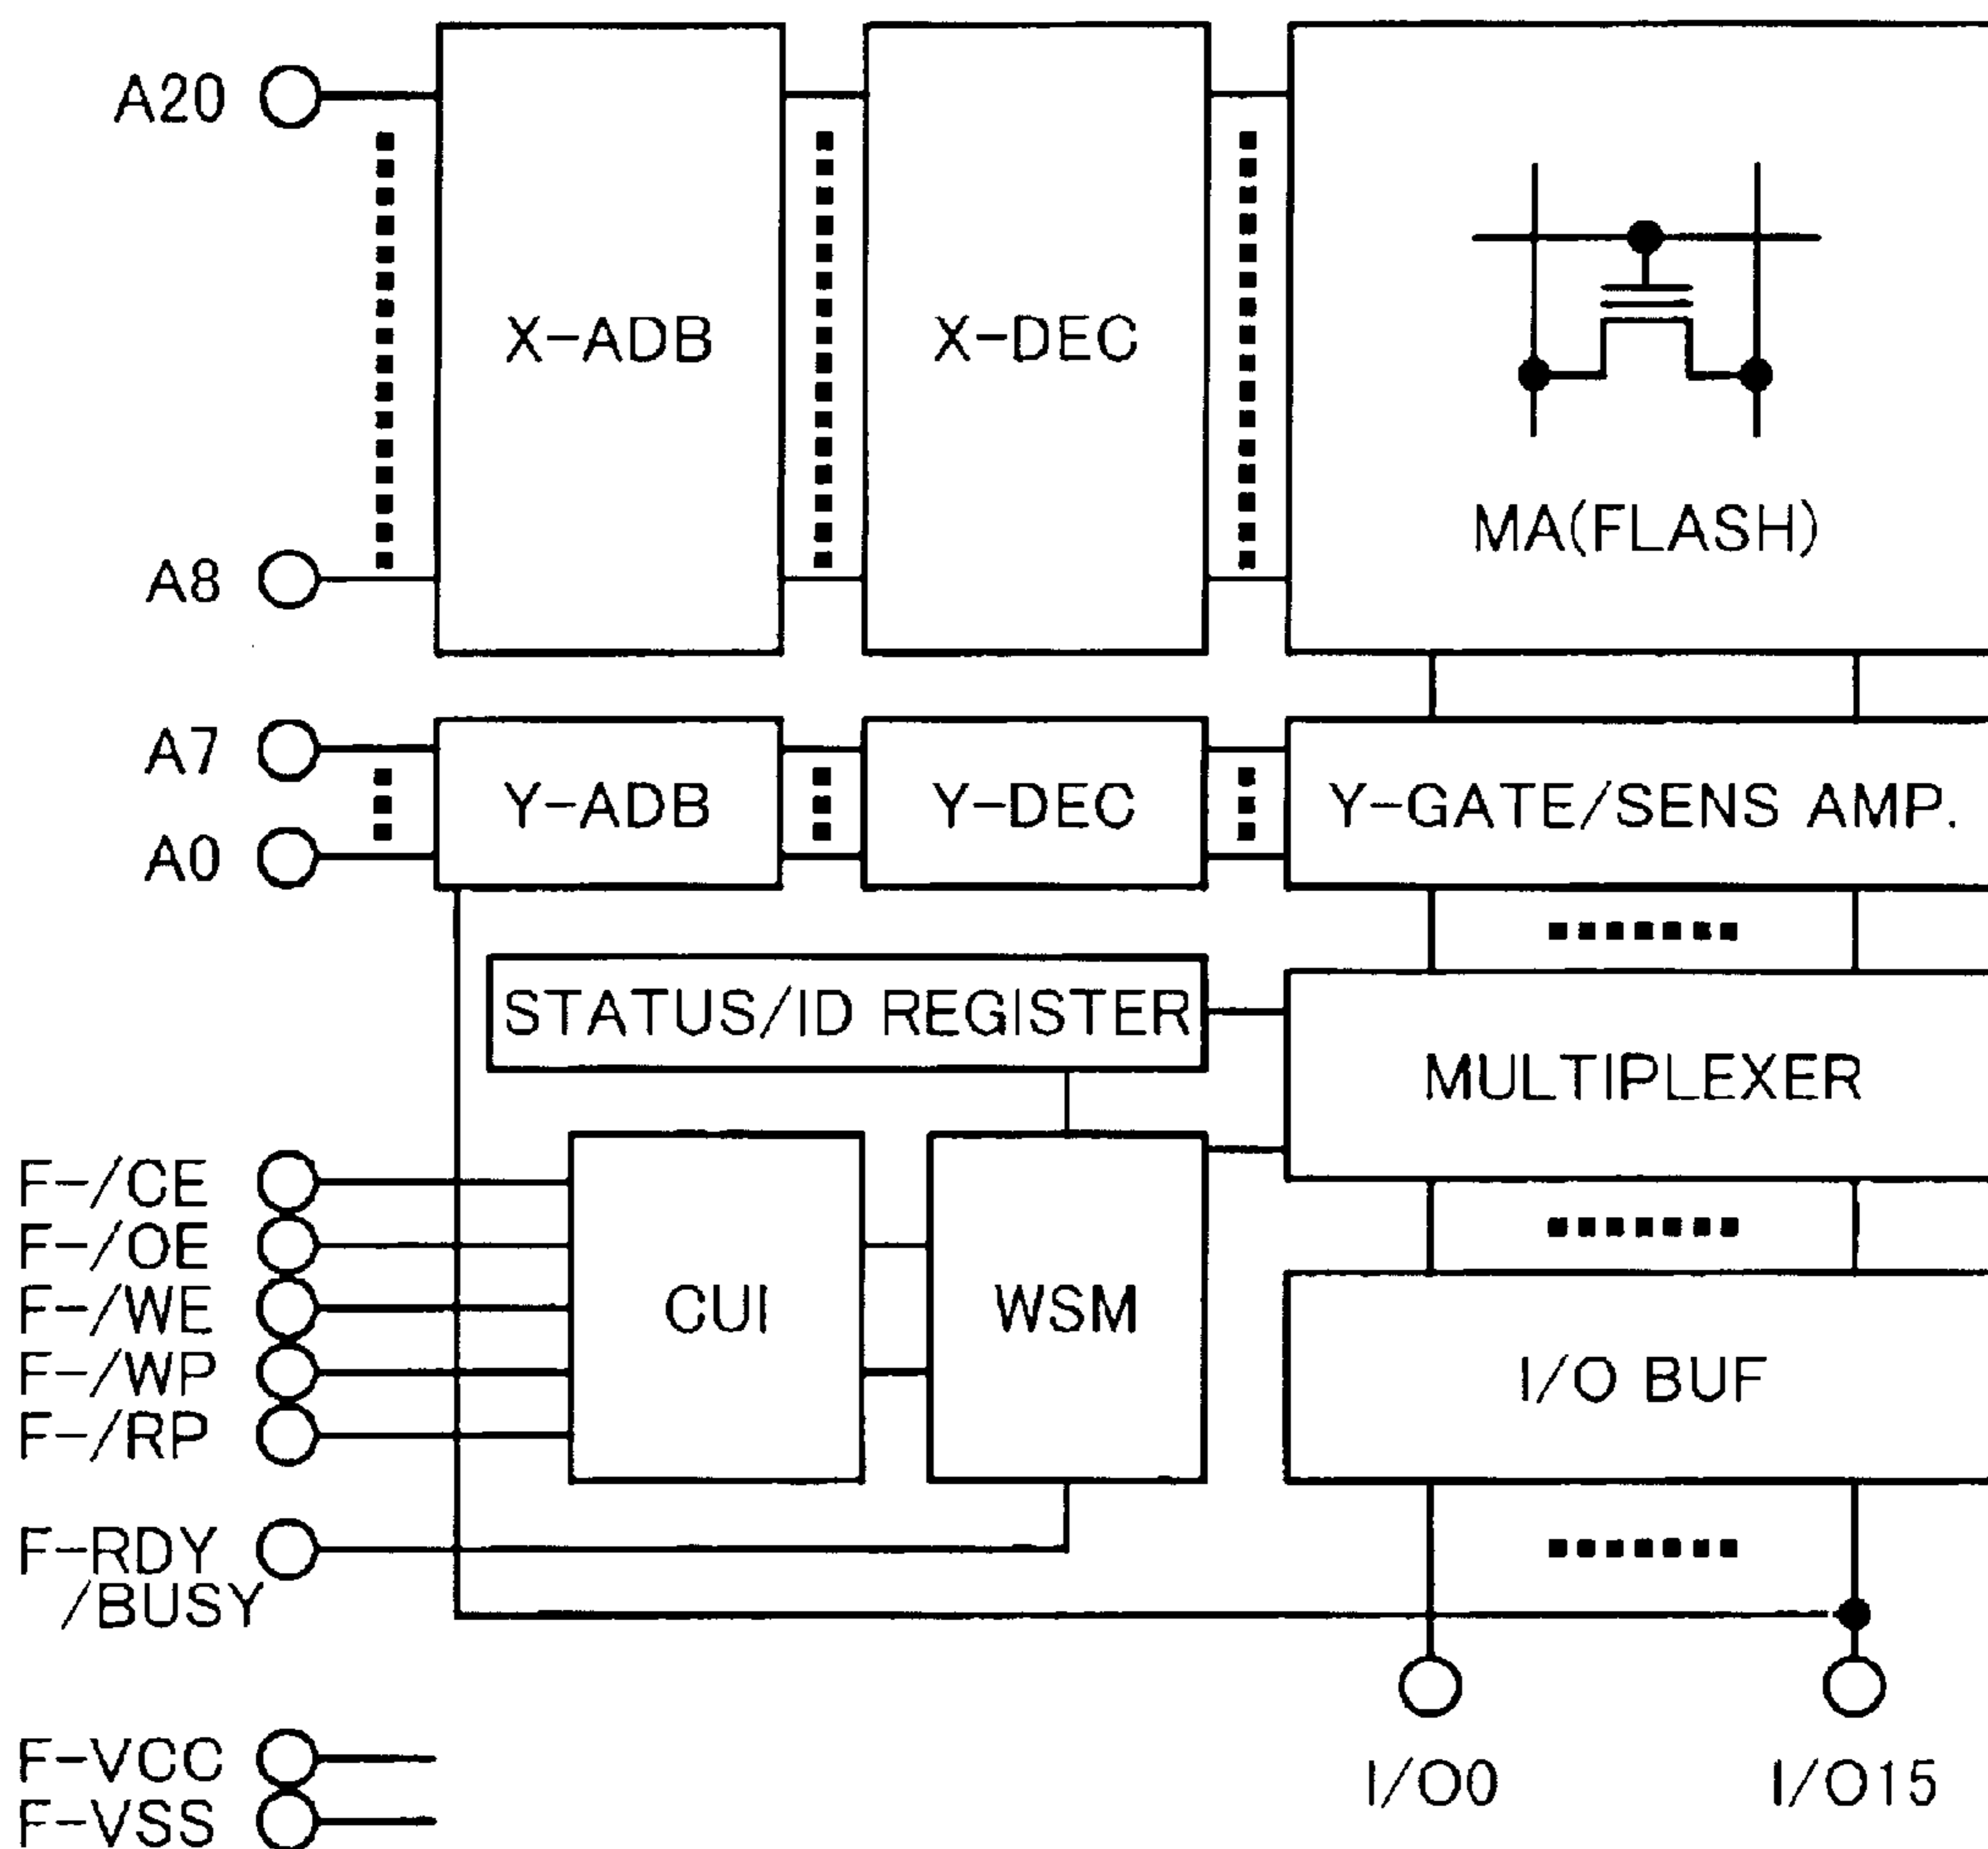 A20
X-ADB
X-DEC
MA(FLASH)
A8
A7
Y-ADB
Y-DEC
Y-GATE/SENS AMP.
A0
STATUS/ID REGISTER
MULTIPLEXER
F-/CE
F-/OE
F-/WE
CUI
WSM
F-/WP
I/O BUF
F-/RP
F-RDY
/BUSY
F-VCC
I/O0
I/O15
F-VSS